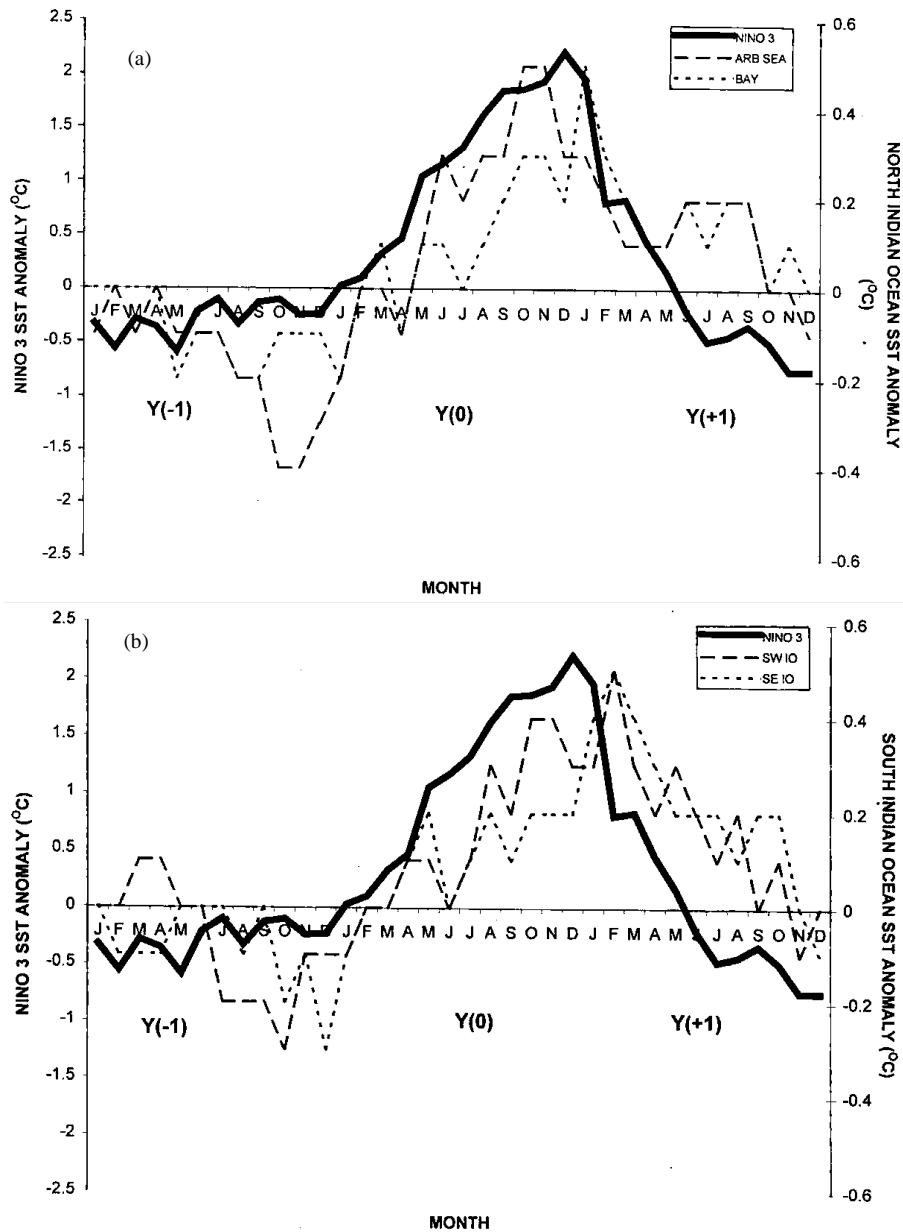 (a)
NINO 3
ARB SEA
BAY
2.5
2
1.5
1
0.5
0
-0.5
-1
-1.5
-2
-2.5
NINO 3 SST ANOMALY (°C)
0.6
0.4
0.2
0
-0.2
-0.4
-0.6
NORTH INDIAN OCEAN SST ANOMALY
(°C)
J F M A M J A S O N D J F M A M J J A S O N D J F M A M J J A S O N D
Y(-1)
Y(0)
Y(+1)
MONTH
(b)
NINO 3
SW IO
SE IO
2.5
2
1.5
1
0.5
0
-0.5
-1
-1.5
-2
-2.5
NINO 3 SST ANOMALY (°C)
0.6
0.4
0.2
0
-0.2
-0.4
-0.6
SOUTH INDIAN OCEAN SST ANOMALY (°C)
J F M A M J A S O N D J F M A M J J A S O N D J F M A M J J A S O N D
Y(-1)
Y(0)
Y(+1)
MONTH